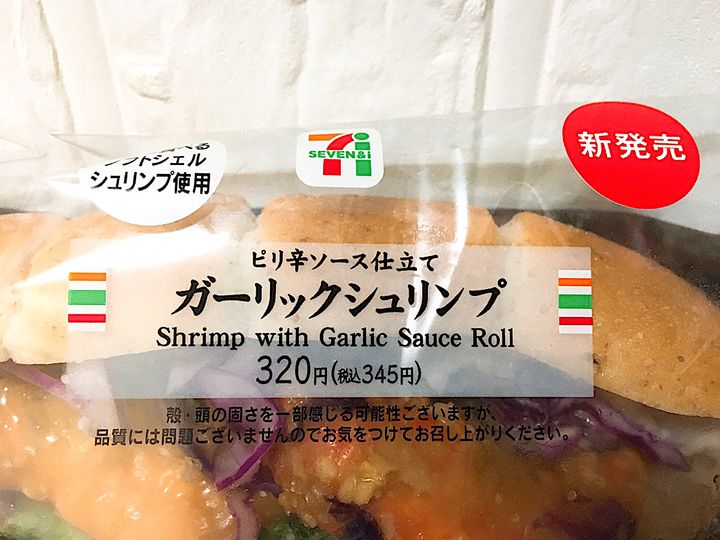 ソフトシェル
シュリンプ使用
SEVEN&i
新発売
ピリ辛ソース仕立て
ガーリックシュリンプ
Shrimp with Garlic Sauce Roll
320円(税込345円)
殻・頭の固さを一部感じる可能性ございますが、
品質には問題ございませんのでお気をつけてお召し上がりください。